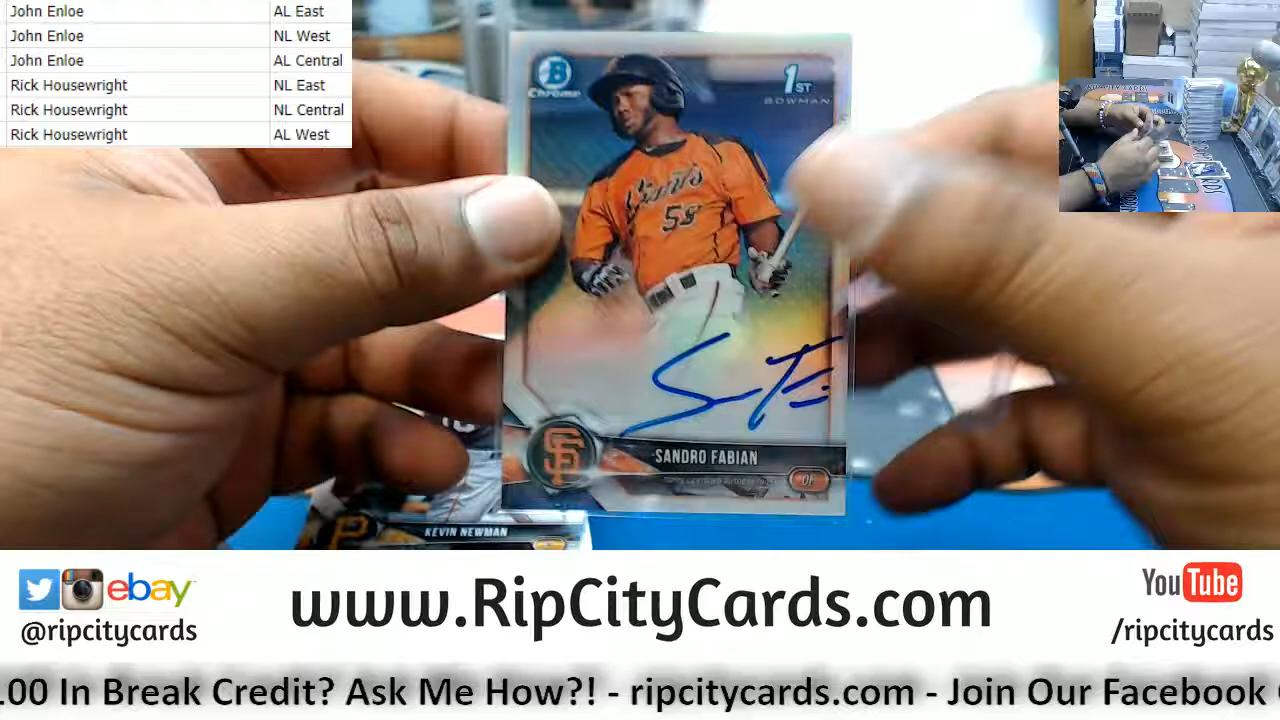 John Enloe AL East
John Enloe NL West
John Enloe AL Central
Rick Housewright NL East
Rick Housewright NL Central
Rick Housewright AL West
B
Chrome
1ST
BOWMAN
Giants
58
SF
SANDRO FABIAN
OF
P
KEVIN NEWMAN
ebay
@ripcitycards
www.RipCityCards.com
YouTube
/ripcitycards
.00 In Break Credit? Ask Me How?! - ripcitycards.com - Join Our Facebook